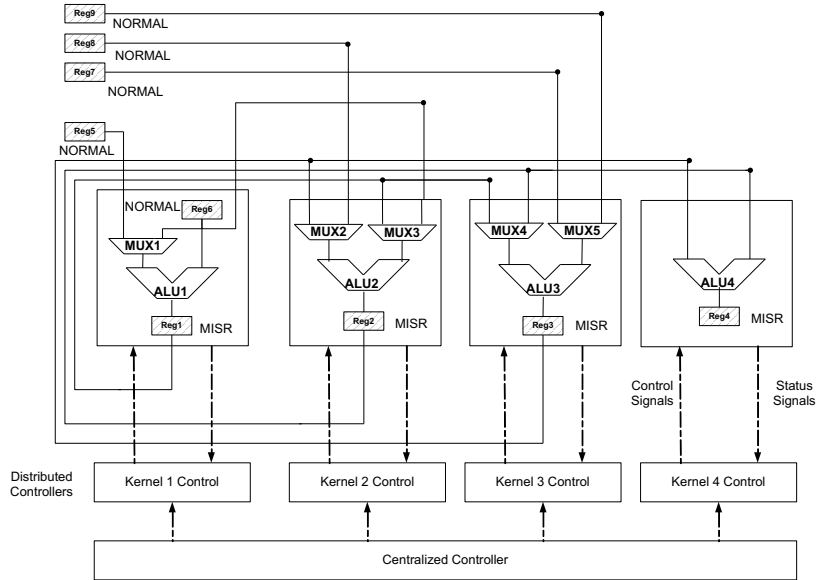 Reg9
NORMAL
Reg8
NORMAL
Reg7
NORMAL
Reg5
NORMAL
NORMAL
Reg6
MUX1
ALU1
Reg1
MISR
MUX2
MUX3
ALU2
Reg2
MISR
MUX4
MUX5
ALU3
Reg3
MISR
ALU4
Reg4
MISR
Control
Signals
Status
Signals
Distributed
Controllers
Kernel 1 Control
Kernel 2 Control
Kernel 3 Control
Kernel 4 Control
Centralized Controller